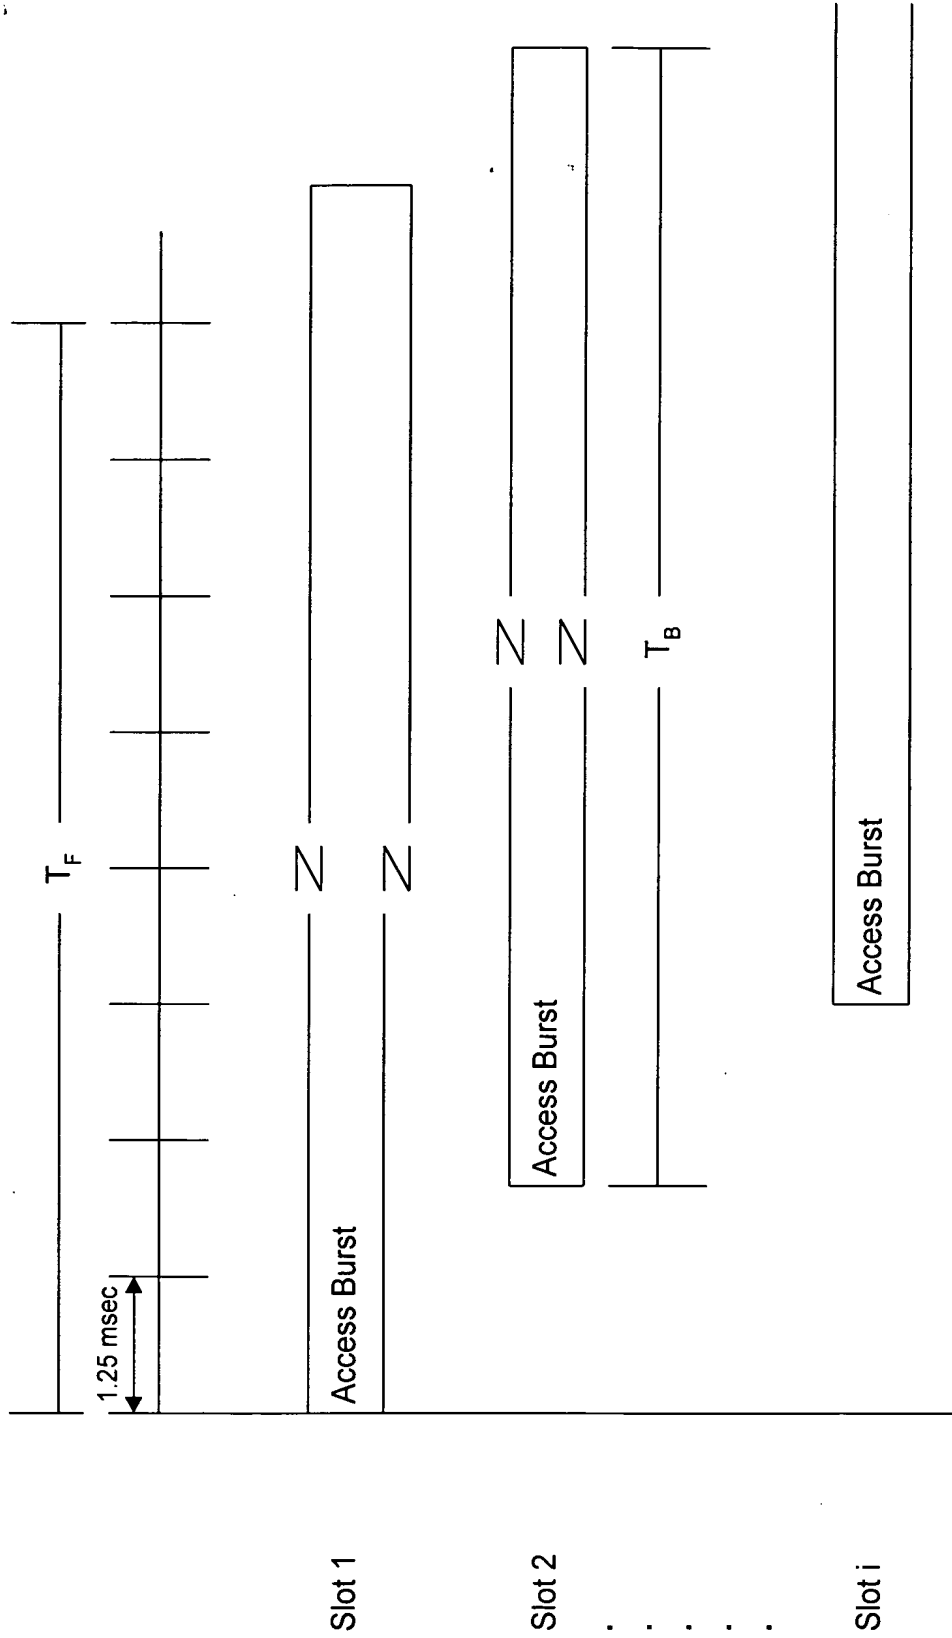 T_F
1.25 msec
Slot 1 Access Burst
Slot 2 Access Burst
T_B
. . . . .
Slot i Access Burst